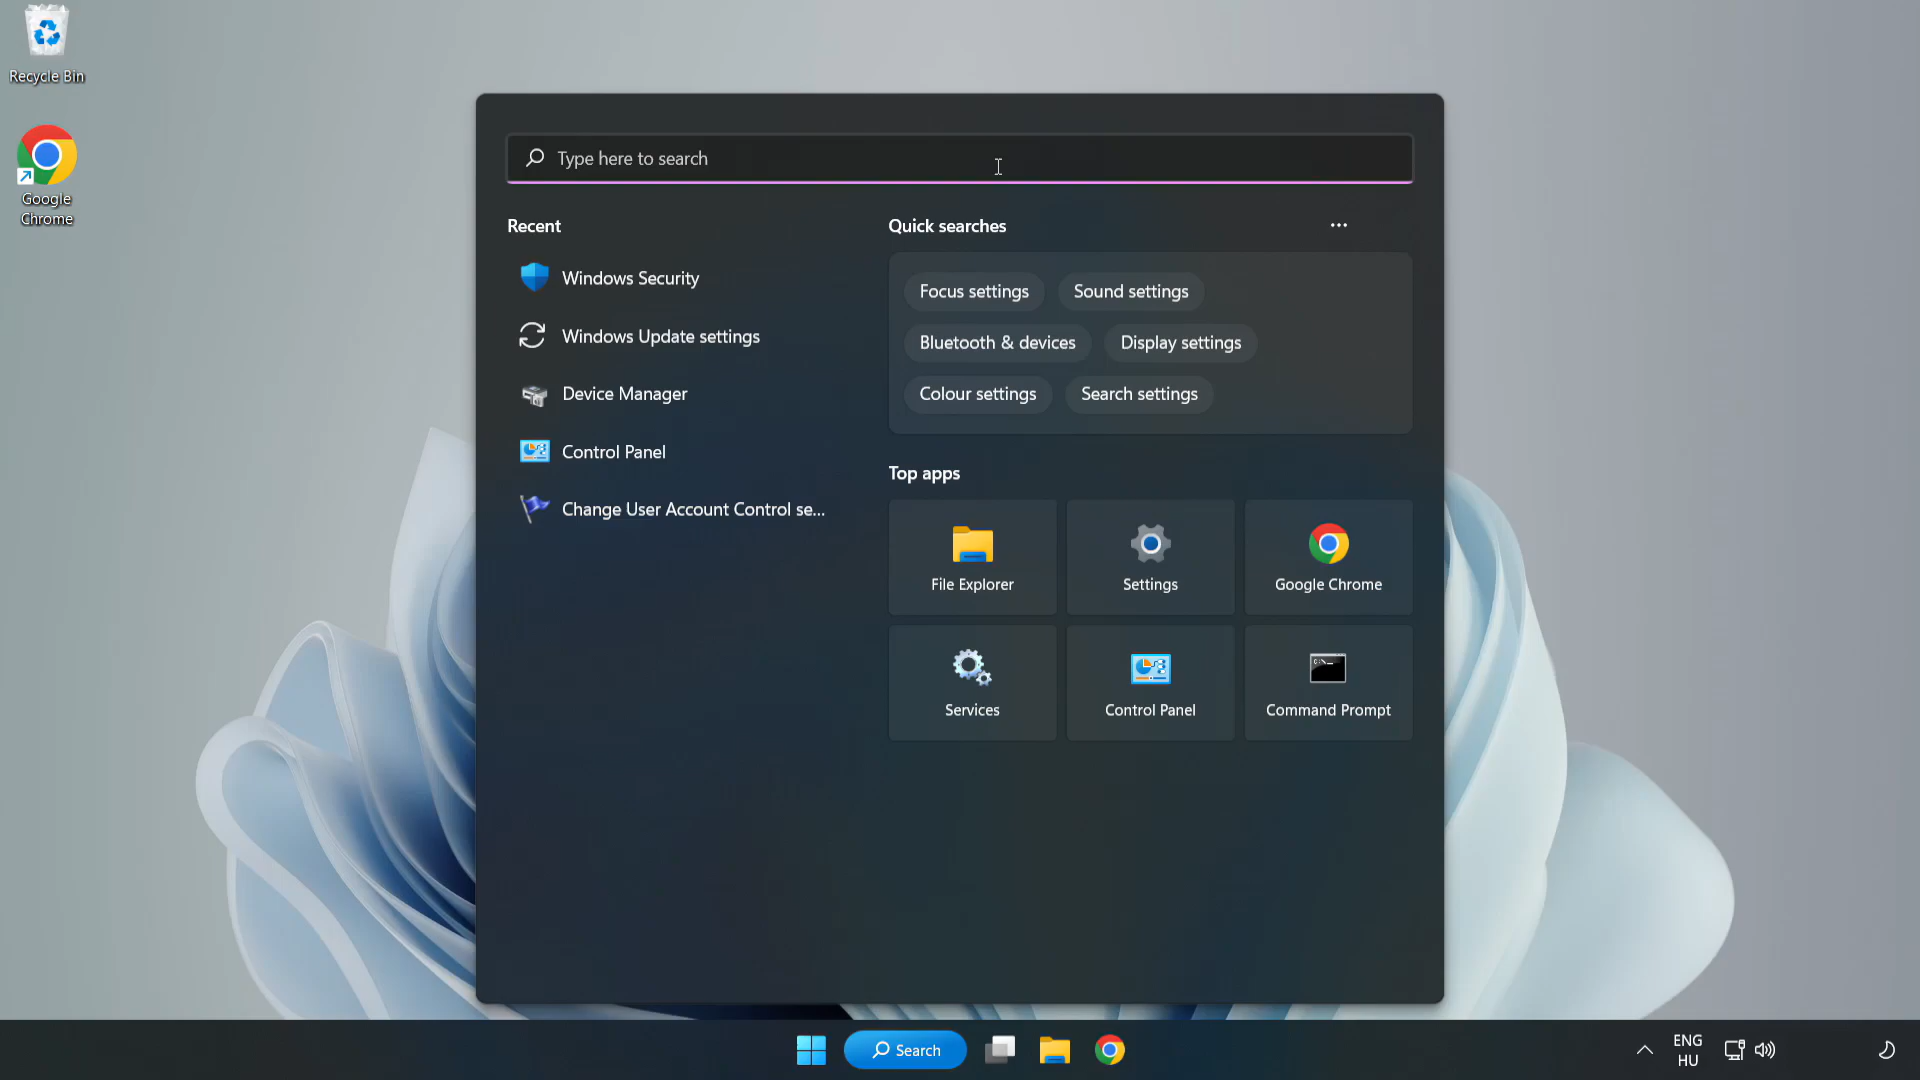 Recycle Bin
Google
Chrome
Type here to search
Recent
Windows Security
Windows Update settings
Device Manager
Control Panel
Change User Account Control se...
Quick searches
Focus settings
Sound settings
Bluetooth & devices
Display settings
Colour settings
Search settings
Top apps
File Explorer
Settings
Google Chrome
Services
Control Panel
Command Prompt
Search
ENG
HU